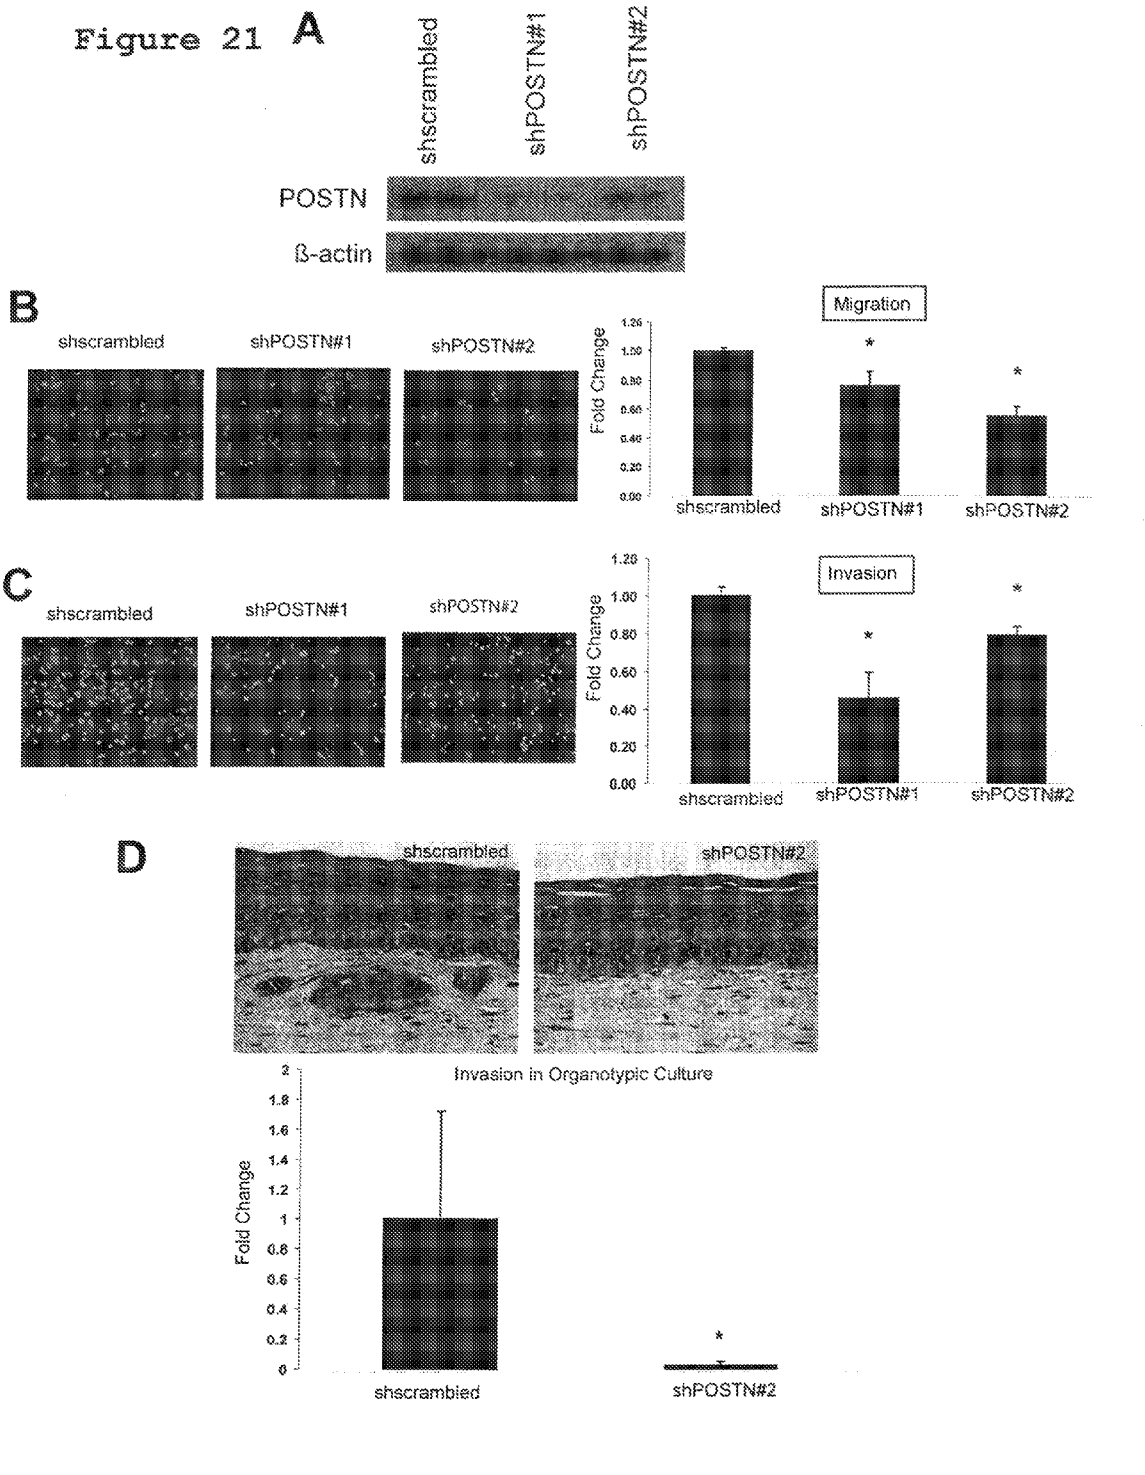 Figure 21
A
shscrambled
shPOSTN#1
shPOSTN#2
POSTN
ß-actin
B
shscrambled
shPOSTN#1
shPOSTN#2
Migration
Fold Change
1.20
1.00
0.80
0.60
0.40
0.20
0.00
*
*
shscrambled
shPOSTN#1
shPOSTN#2
C
shscrambled
shPOSTN#1
shPOSTN#2
Invasion
Fold Change
1.20
1.00
0.80
0.60
0.40
0.20
0.00
*
*
shscrambled
shPOSTN#1
shPOSTN#2
D
shscrambled
shPOSTN#2
Invasion in Organotypic Culture
Fold Change
2
1.8
1.6
1.4
1.2
1
0.8
0.6
0.4
0.2
0
*
shscrambled
shPOSTN#2